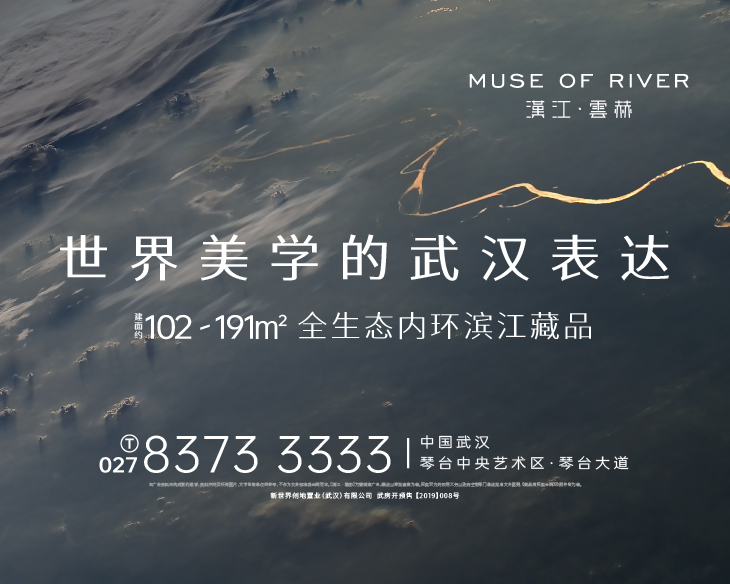 MUSE OF RIVER
漢江·雲赫
世界美学的武汉表达
建面约102-191m² 全生态内环滨江藏品
T 027 8373 3333
中国武汉
琴台中央艺术区·琴台大道
新世界创地置业(武汉)有限公司 武房开预售【2019】008号